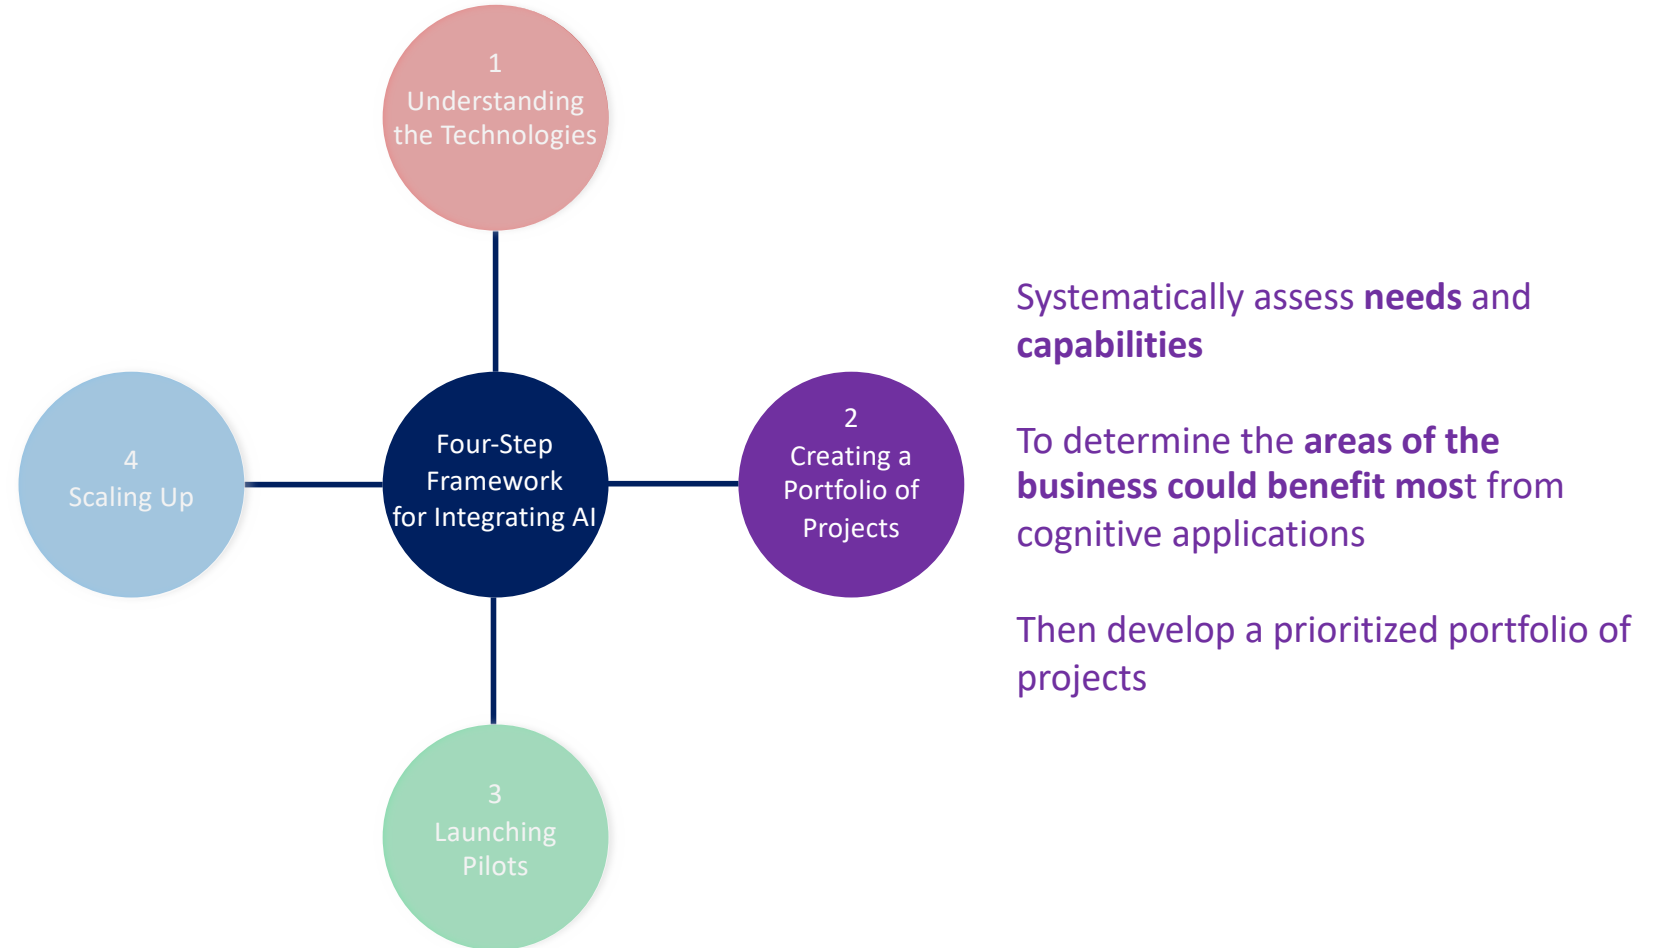 1
Understanding
the Technologies
4
Scaling Up
Four-Step
Framework
for Integrating AI
2
Creating a
Portfolio of
Projects
3
Launching
Pilots
Systematically assess needs and
capabilities
To determine the areas of the
business could benefit most from
cognitive applications
Then develop a prioritized portfolio of
projects